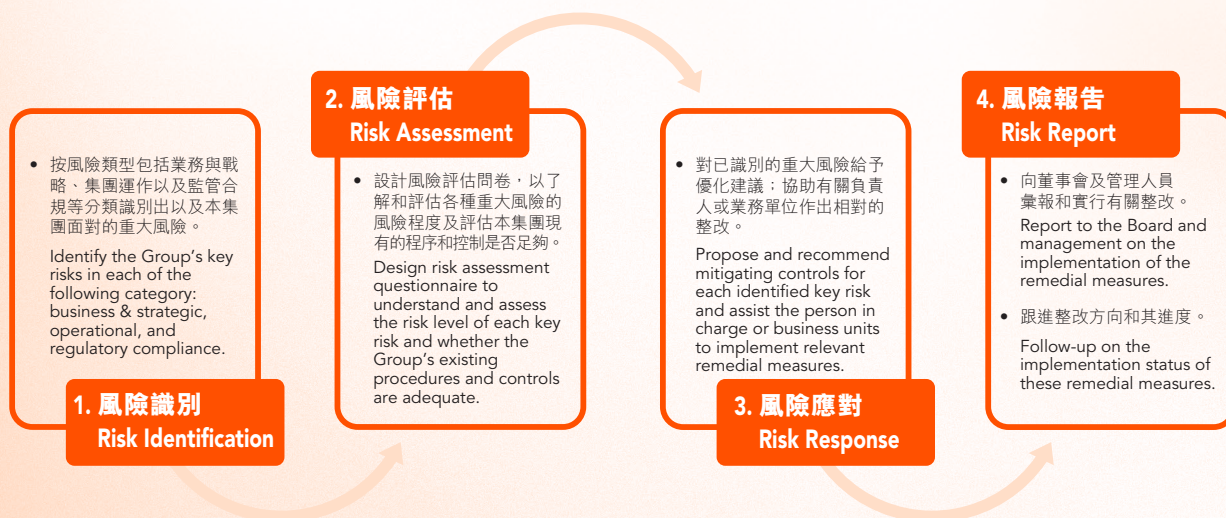 • 按風險類型包括業務與戰
略、集團運作以及監管合
規等分類識別出以及本集
團面對的重大風險。
Identify the Group's key
risks in each of the
following category:
business & strategic,
operational, and
regulatory compliance.
1. 風險識別
Risk Identification
2. 風險評估
Risk Assessment
• 設計風險評估問卷，以了
解和評估各種重大風險的
風險程度及評估本集團現
有的程序和控制是否足夠。
Design risk assessment
questionnaire to
understand and assess
the risk level of each key
risk and whether the
Group's existing
procedures and controls
are adequate.
• 對已識別的重大風險給予
優化建議；協助有關負責
人或業務單位作出相對的
整改。
Propose and recommend
mitigating controls for
each identified key risk
and assist the person in
charge or business units
to implement relevant
remedial measures.
3. 風險應對
Risk Response
4. 風險報告
Risk Report
• 向董事會及管理人員
彙報和實行有關整改。
Report to the Board and
management on the
implementation of the
remedial measures.
• 跟進整改方向和其進度。
Follow-up on the
implementation status of
these remedial measures.